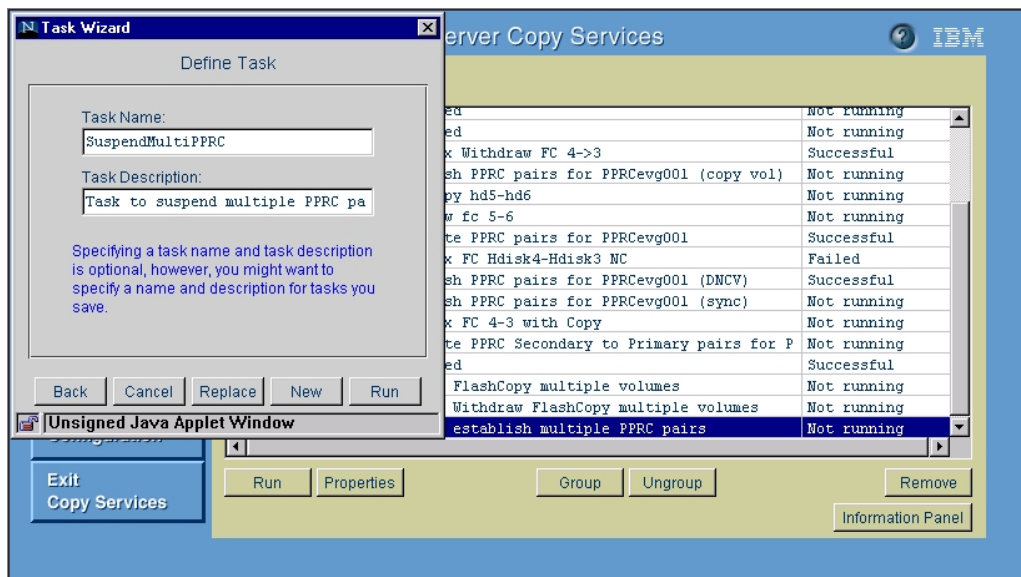 Task Wizard
Define Task
Task Name:
SuspendMultiPPRC
Task Description:
Task to suspend multiple PPRC pa
Specifying a task name and task description
is optional, however, you might want to
specify a name and description for tasks you
save.
Back Cancel Replace New Run
Unsigned Java Applet Window
erver Copy Services
IBM
ed Not running
ed Not running
x Withdraw FC 4->3 Successful
sh PPRC pairs for PPRCevg001 (copy vol) Not running
py hd5-hd6 Not running
w fc 5-6 Not running
te PPRC pairs for PPRCevg001 Successful
x FC Hdisk4-Hdisk3 NC Failed
sh PPRC pairs for PPRCevg001 (DNCV) Successful
sh PPRC pairs for PPRCevg001 (sync) Not running
x FC 4-3 with Copy Not running
te PPRC Secondary to Primary pairs for P Not running
ed Successful
FlashCopy multiple volumes Not running
Withdraw FlashCopy multiple volumes Not running
establish multiple PPRC pairs Not running
Exit
Copy Services
Run Properties Group Ungroup Remove
Information Panel